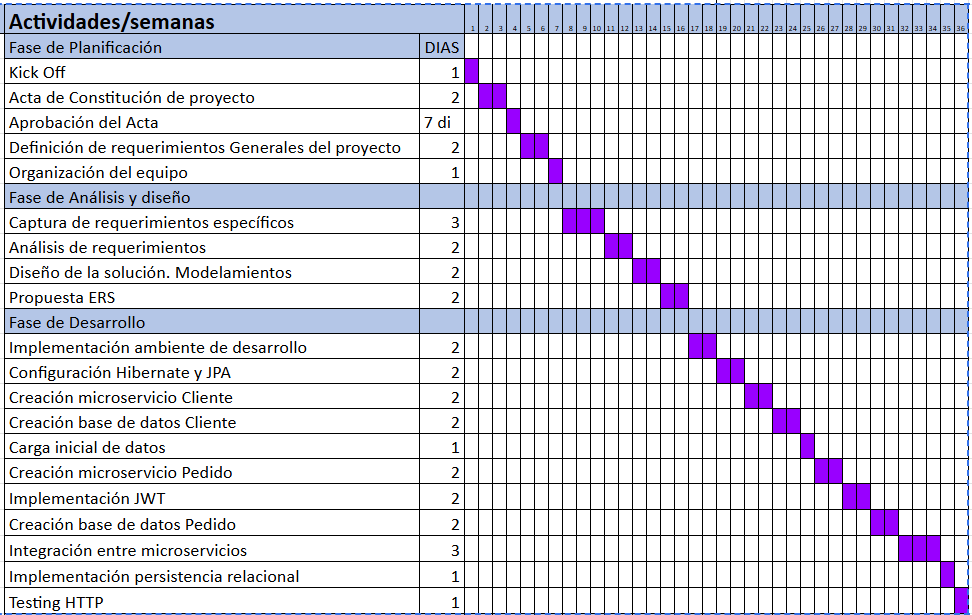 Actividades/semanas 1 2 3 4 5 6 7 8 9 10 11 12 13 14 15 16 17 18 19 20 21 22 23 24 25 26 27 28 29 30 31 32 33 34 35 36
Fase de Planificación DIAS
Kick Off 1
Acta de Constitución de proyecto 2
Aprobación del Acta 7 di
Definición de requerimientos Generales del proyecto 2
Organización del equipo 1
Fase de Análisis y diseño
Captura de requerimientos específicos 3
Análisis de requerimientos 2
Diseño de la solución. Modelamientos 2
Propuesta ERS 2
Fase de Desarrollo
Implementación ambiente de desarrollo 2
Configuración Hibernate y JPA 2
Creación microservicio Cliente 2
Creación base de datos Cliente 2
Carga inicial de datos 1
Creación microservicio Pedido 2
Implementación JWT 2
Creación base de datos Pedido 2
Integración entre microservicios 3
Implementación persistencia relacional 1
Testing HTTP 1